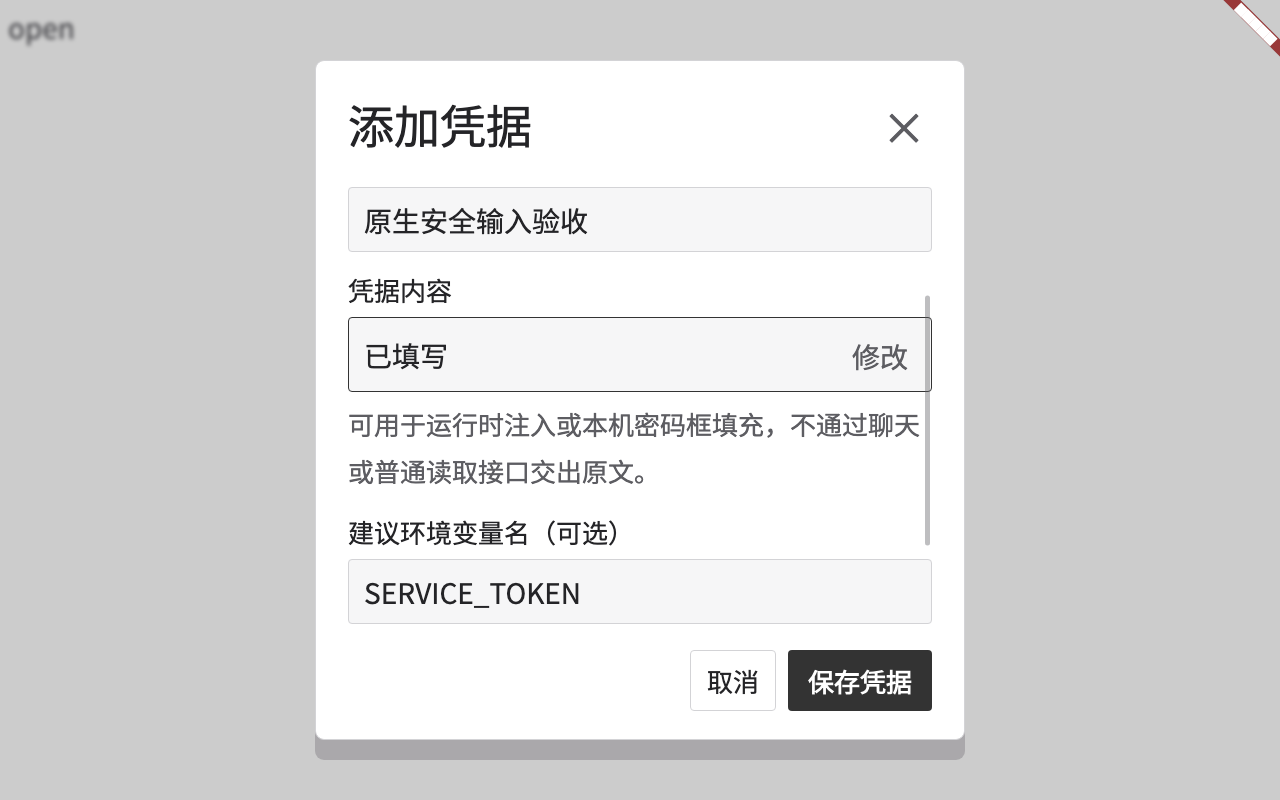 open
添加凭据
原生安全输入验收
凭据内容
已填写
修改
可用于运行时注入或本机密码框填充，不通过聊天
或普通读取接口交出原文。
建议环境变量名（可选）
SERVICE_TOKEN
取消
保存凭据